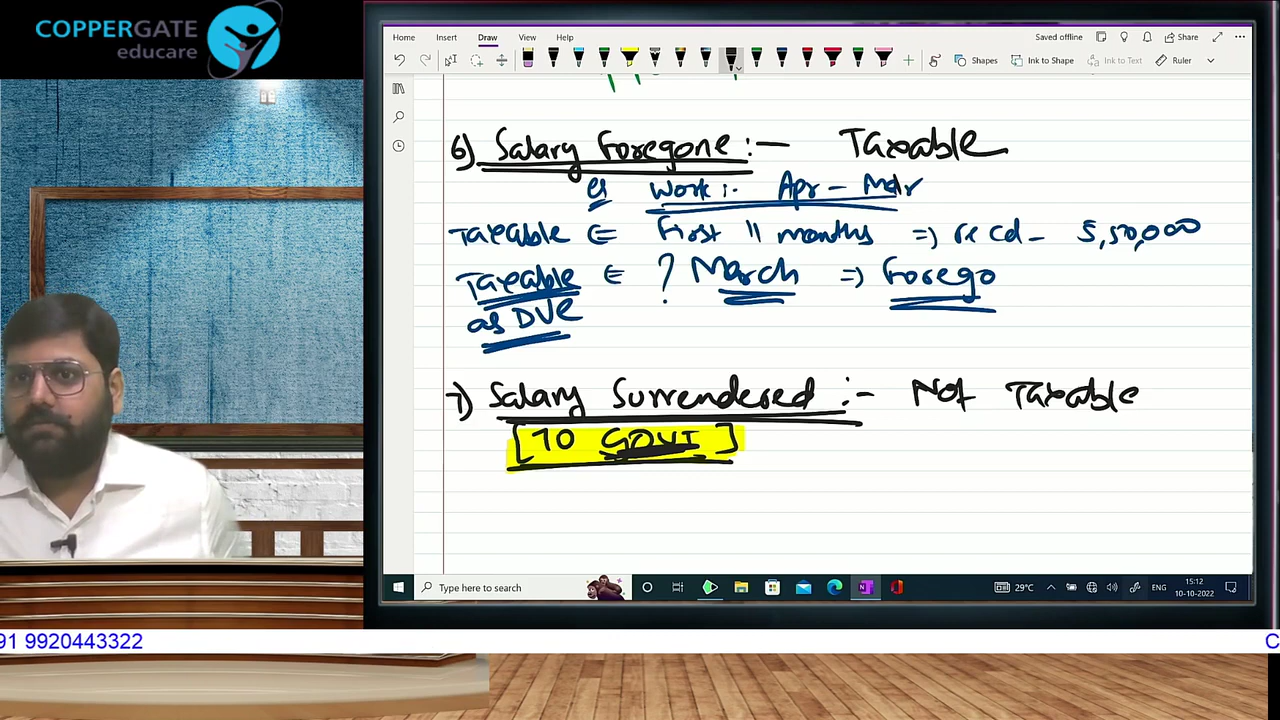 COPPERGATE
educare
Home Insert Draw View Help
Saved offline
Share
Shapes
Ink to Shape
Ink to Text
Ruler
6) Salary Foregone :- Taxable
eg Work :- Apr - Mar
Taxable ∈ First 11 months => recd - 5,50,000
Taxable ∈ ? March => Forego
as DUE
7) Salary Surrendered :- Not Taxable
[TO GOVT]
Type here to search
29°C
ENG
15:12
10-10-2022
91 9920443322
C